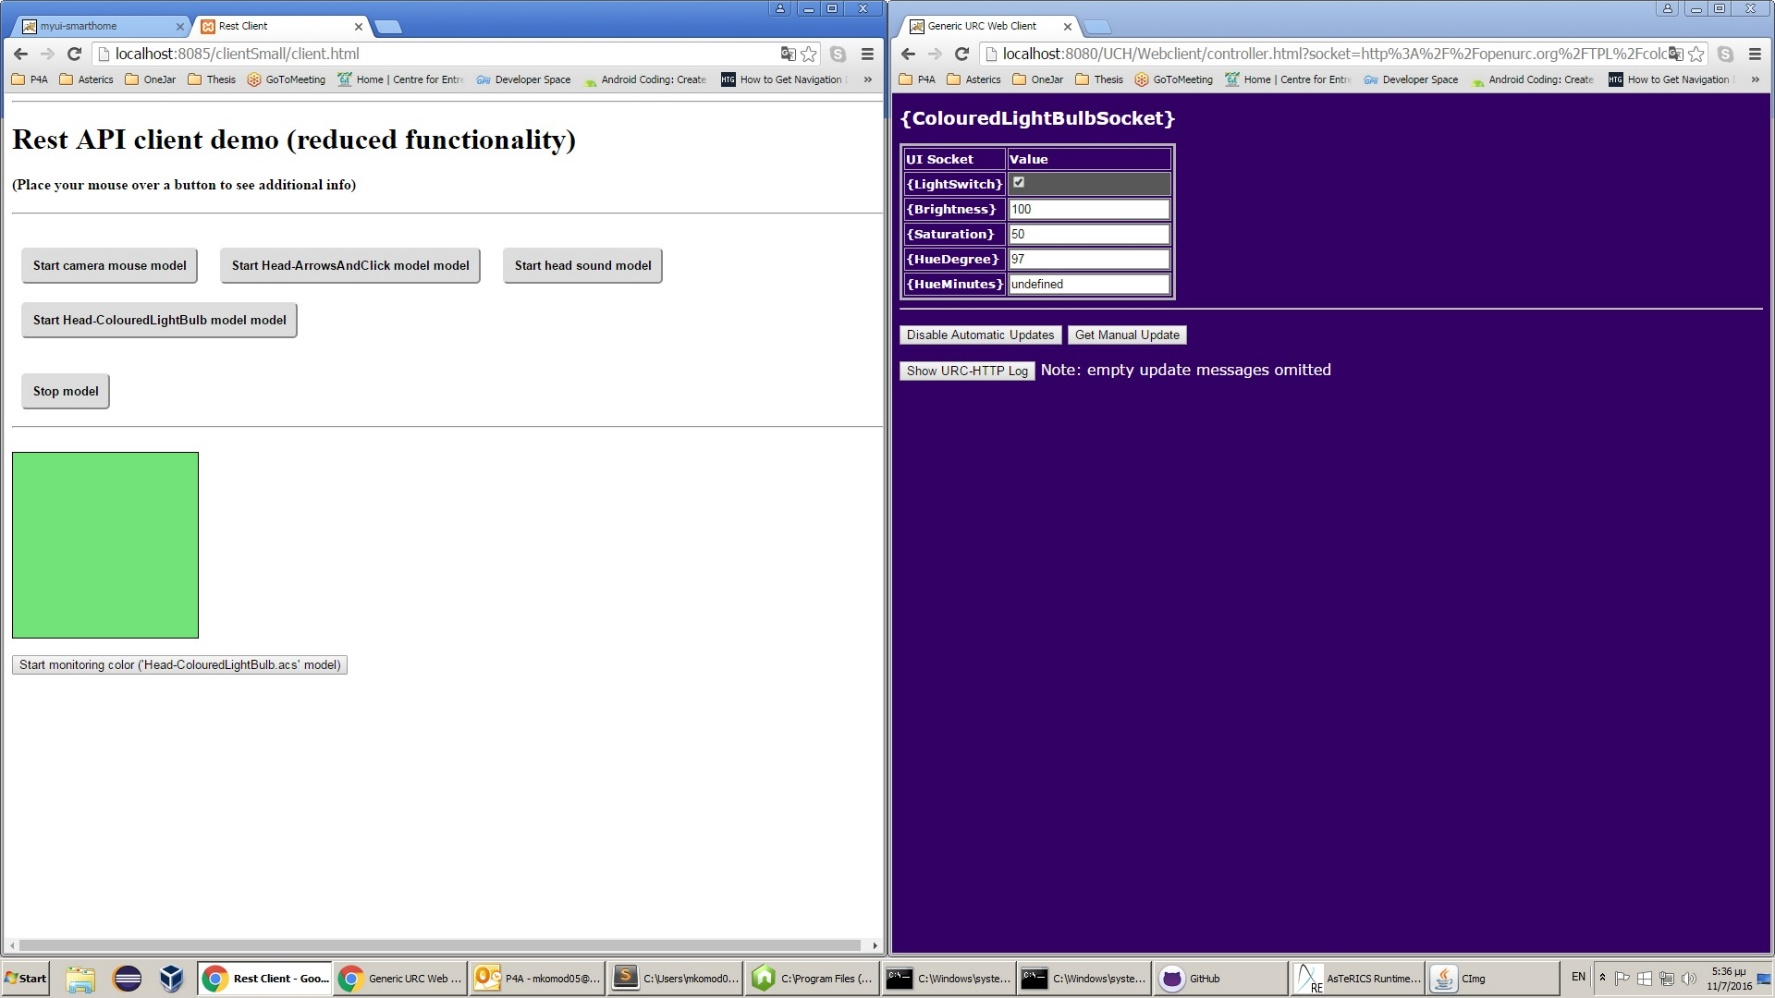 myui-smarthome
Rest Client
localhost:8085/clientSmall/client.html
P4A
Asterics
OneJar
Thesis
GoToMeeting
Home | Centre for Entre
Developer Space
Android Coding: Create
HTG How to Get Navigation
»
Rest API client demo (reduced functionality)
(Place your mouse over a button to see additional info)
Start camera mouse model
Start Head-ArrowsAndClick model model
Start head sound model
Start Head-ColouredLightBulb model model
Stop model
Start monitoring color ('Head-ColouredLightBulb.acs' model)
Generic URC Web Client
localhost:8080/UCH/Webclient/controller.html?socket=http%3A%2F%2Fopenurc.org%2FTPL%2Fcolc
P4A
Asterics
OneJar
Thesis
GoToMeeting
Home | Centre for Entre
Developer Space
Android Coding: Create
HTG How to Get Navigation
»
{ColouredLightBulbSocket}
UI Socket Value
{LightSwitch}
{Brightness} 100
{Saturation} 50
{HueDegree} 97
{HueMinutes} undefined
Disable Automatic Updates
Get Manual Update
Show URC-HTTP Log Note: empty update messages omitted
Start
Rest Client - Goo...
Generic URC Web ...
P4A - mkomod05@...
C:\Users\mkomod0...
C:\Program Files (...
C:\Windows\syste...
C:\Windows\syste...
GitHub
RE
AsTeRICS Runtime...
CImg
EN
5:36 μμ
11/7/2016